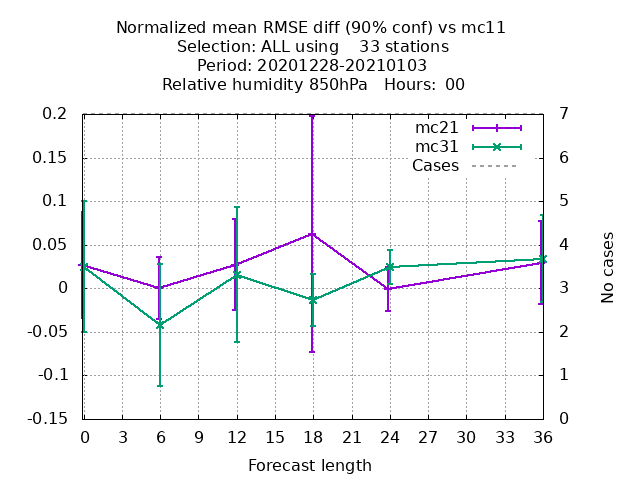 Normalized mean RMSE diff (90% conf) vs mc11
Selection: ALL using    33 stations
Period: 20201228-20210103
Relative humidity 850hPa   Hours:  00
mc21
mc31
Cases
0.2
0.15
0.1
0.05
0
-0.05
-0.1
-0.15
7
6
5
4
3
2
1
0
No cases
0 3 6 9 12 15 18 21 24 27 30 33 36
Forecast length